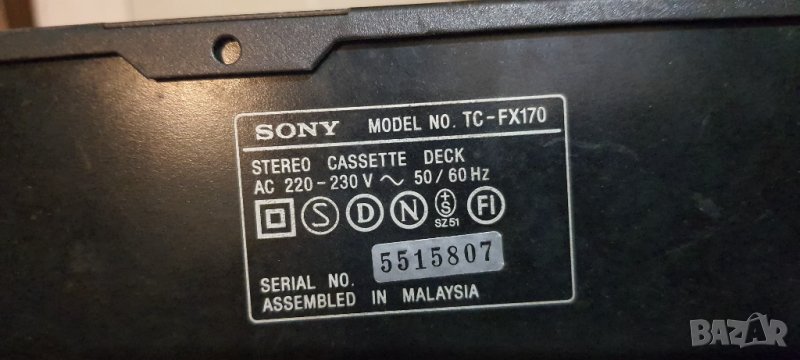 SONY MODEL NO. TC-FX170
STEREO CASSETTE DECK
AC 220-230 V ~ 50/60 Hz
S D N +S FI
SZ51
SERIAL NO. 5515807
ASSEMBLED IN MALAYSIA
BAZAR